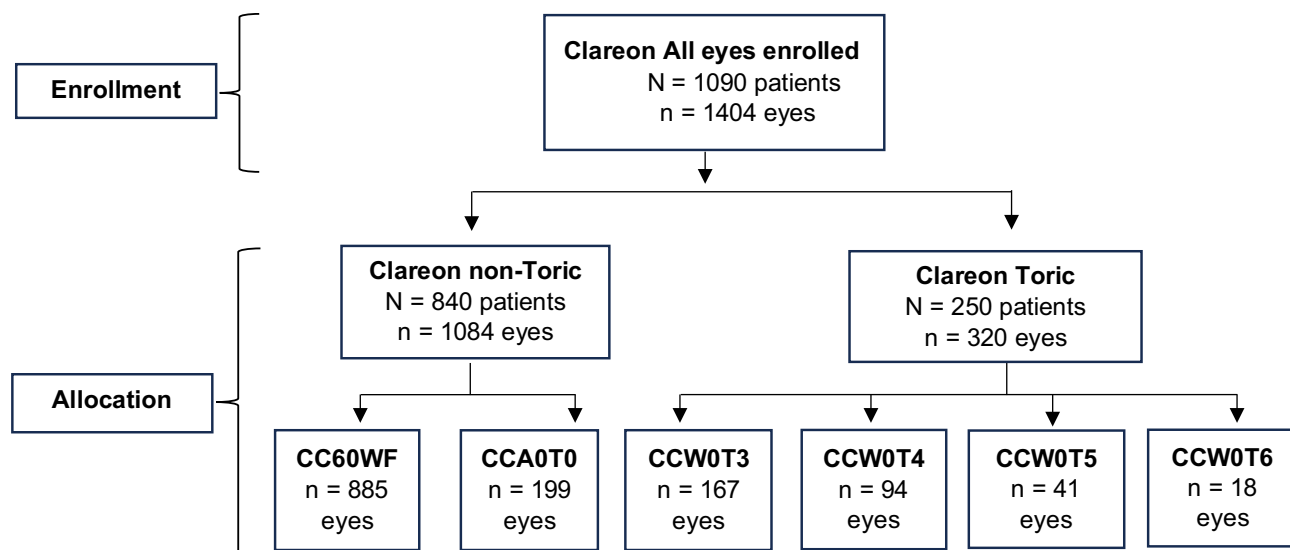 Enrollment
Clareon All eyes enrolled
N = 1090 patients
n = 1404 eyes
Allocation
Clareon non-Toric
N = 840 patients
n = 1084 eyes
Clareon Toric
N = 250 patients
n = 320 eyes
CC60WF
n = 885
eyes
CCA0T0
n = 199
eyes
CCW0T3
n = 167
eyes
CCW0T4
n = 94
eyes
CCW0T5
n = 41
eyes
CCW0T6
n = 18
eyes